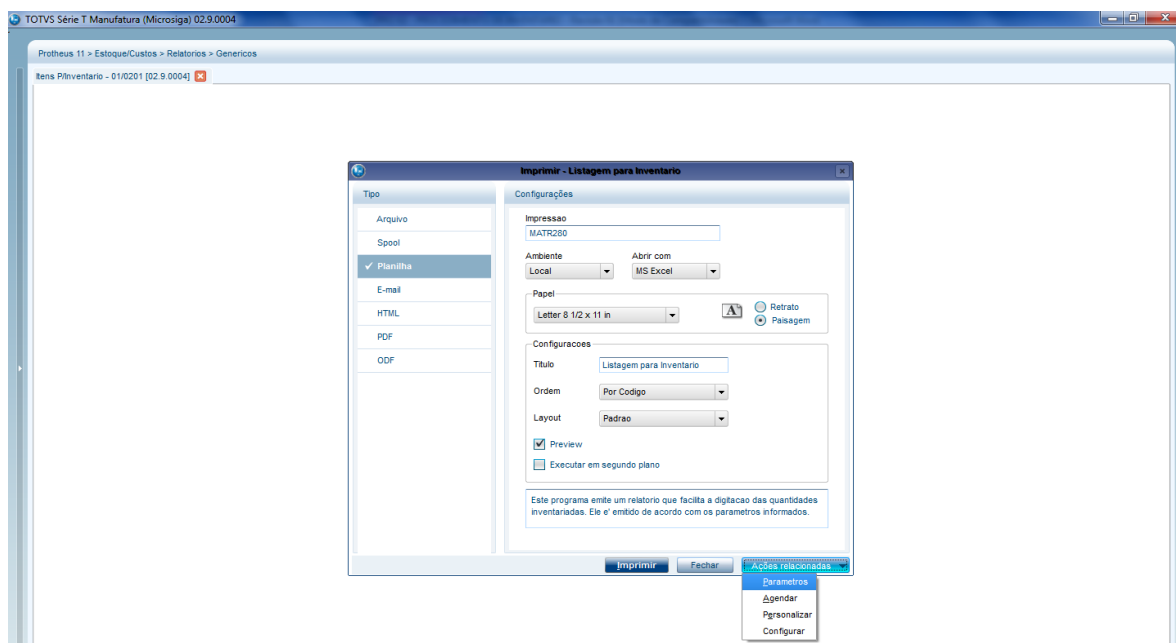 TOTVS Série T Manufatura (Microsiga) 02.9.0004
Protheus 11 > Estoque/Custos > Relatorios > Genericos
Itens P/Inventario - 01/0201 [02.9.0004]
Imprimir - Listagem para Inventario
Tipo
Arquivo
Spool
Planilha
E-mail
HTML
PDF
ODF
Configurações
Impressao
MATR280
Ambiente
Abrir com
Local
MS Excel
Papel
Letter 8 1/2 x 11 in
A
Retrato
Paisagem
Configuracoes
Titulo
Listagem para Inventario
Ordem
Por Codigo
Layout
Padrao
Preview
Executar em segundo plano
Este programa emite um relatorio que facilita a digitacao das quantidades
inventariadas. Ele e' emitido de acordo com os parametros informados.
Imprimir
Fechar
Ações relacionadas
Parametros
Agendar
Personalizar
Configurar